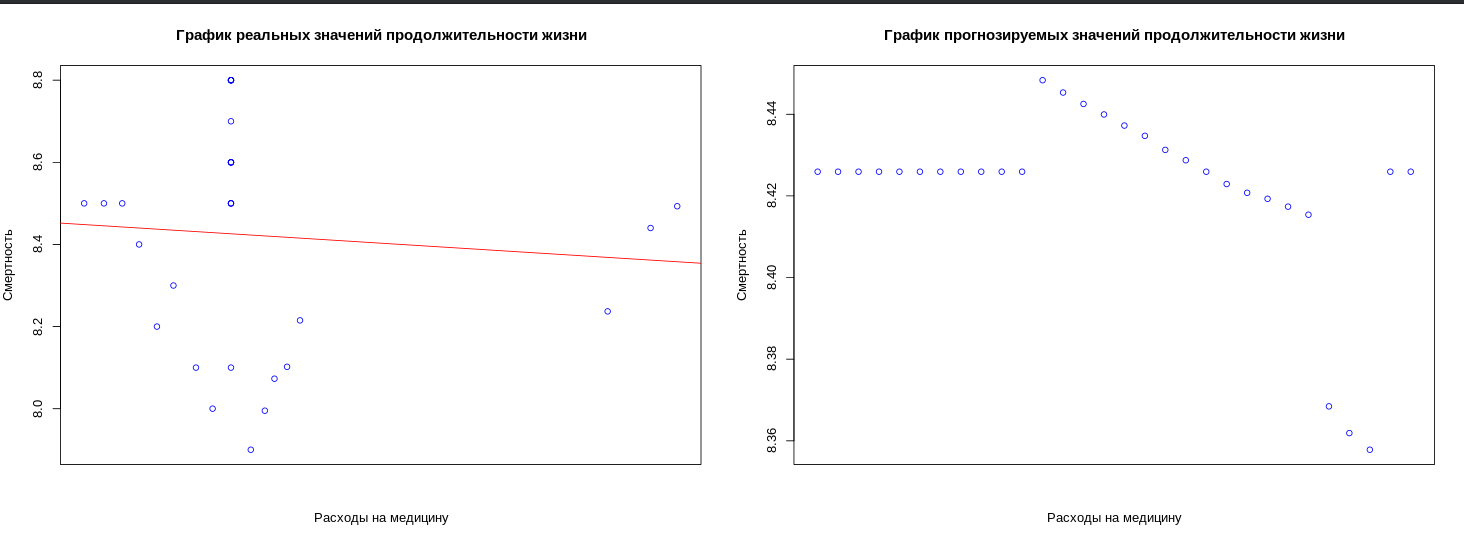 График реальных значений продолжительности жизни
8.8
8.6
8.4
8.2
8.0
Смертность
Расходы на медицину
График прогнозируемых значений продолжительности жизни
8.44
8.42
8.40
8.38
8.36
Смертность
Расходы на медицину